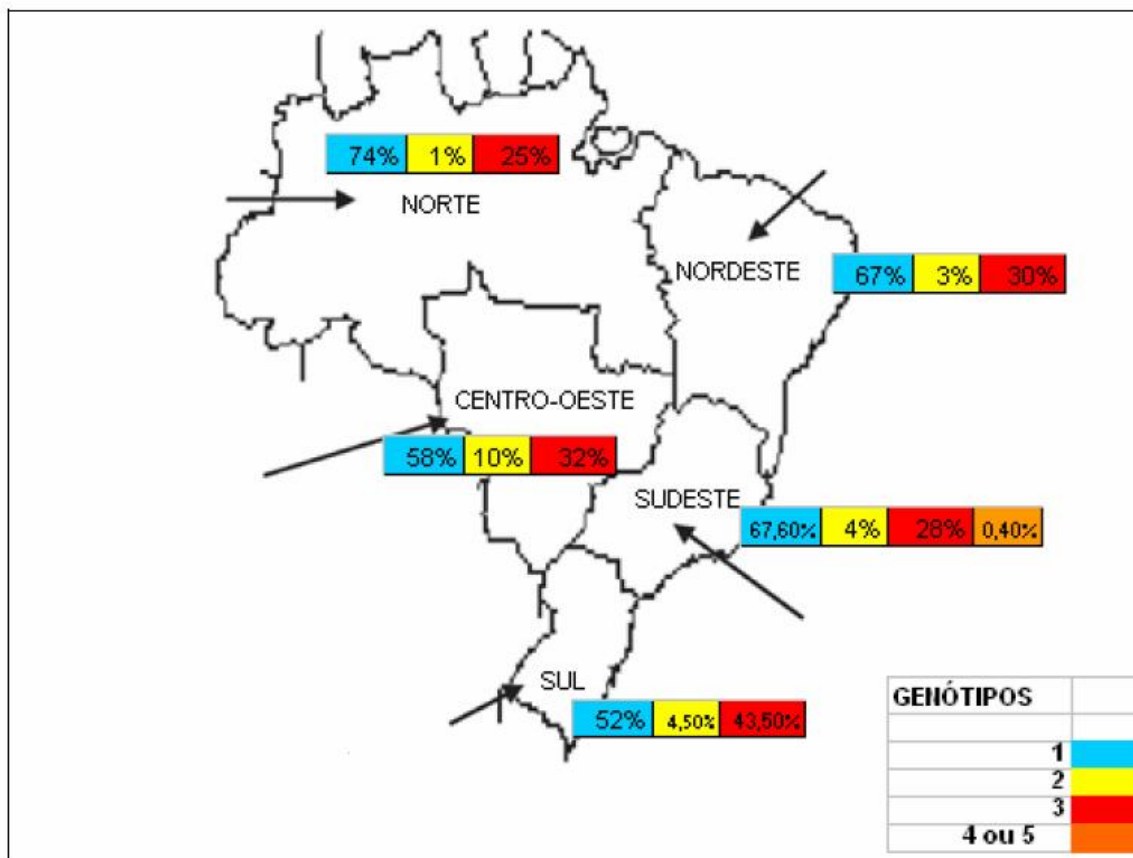 74% 1% 25%
NORTE
NORDESTE
67% 3% 30%
CENTRO-OESTE
58% 10% 32%
SUDESTE
67,60% 4% 28% 0,40%
SUL
52% 4,50% 43,50%
GENÓTIPOS
1
2
3
4 ou 5